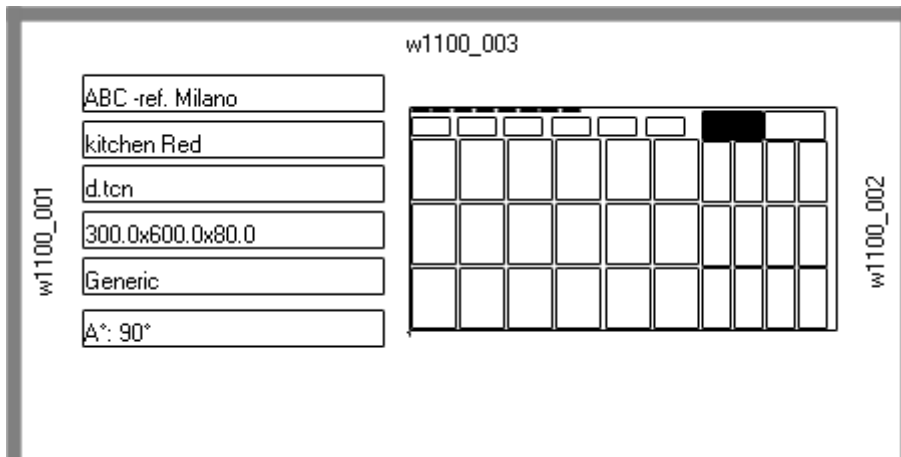 w1100_003
ABC -ref. Milano
kitchen Red
d.tcn
300.0x600.0x80.0
Generic
A°: 90°
w1100_001
w1100_002